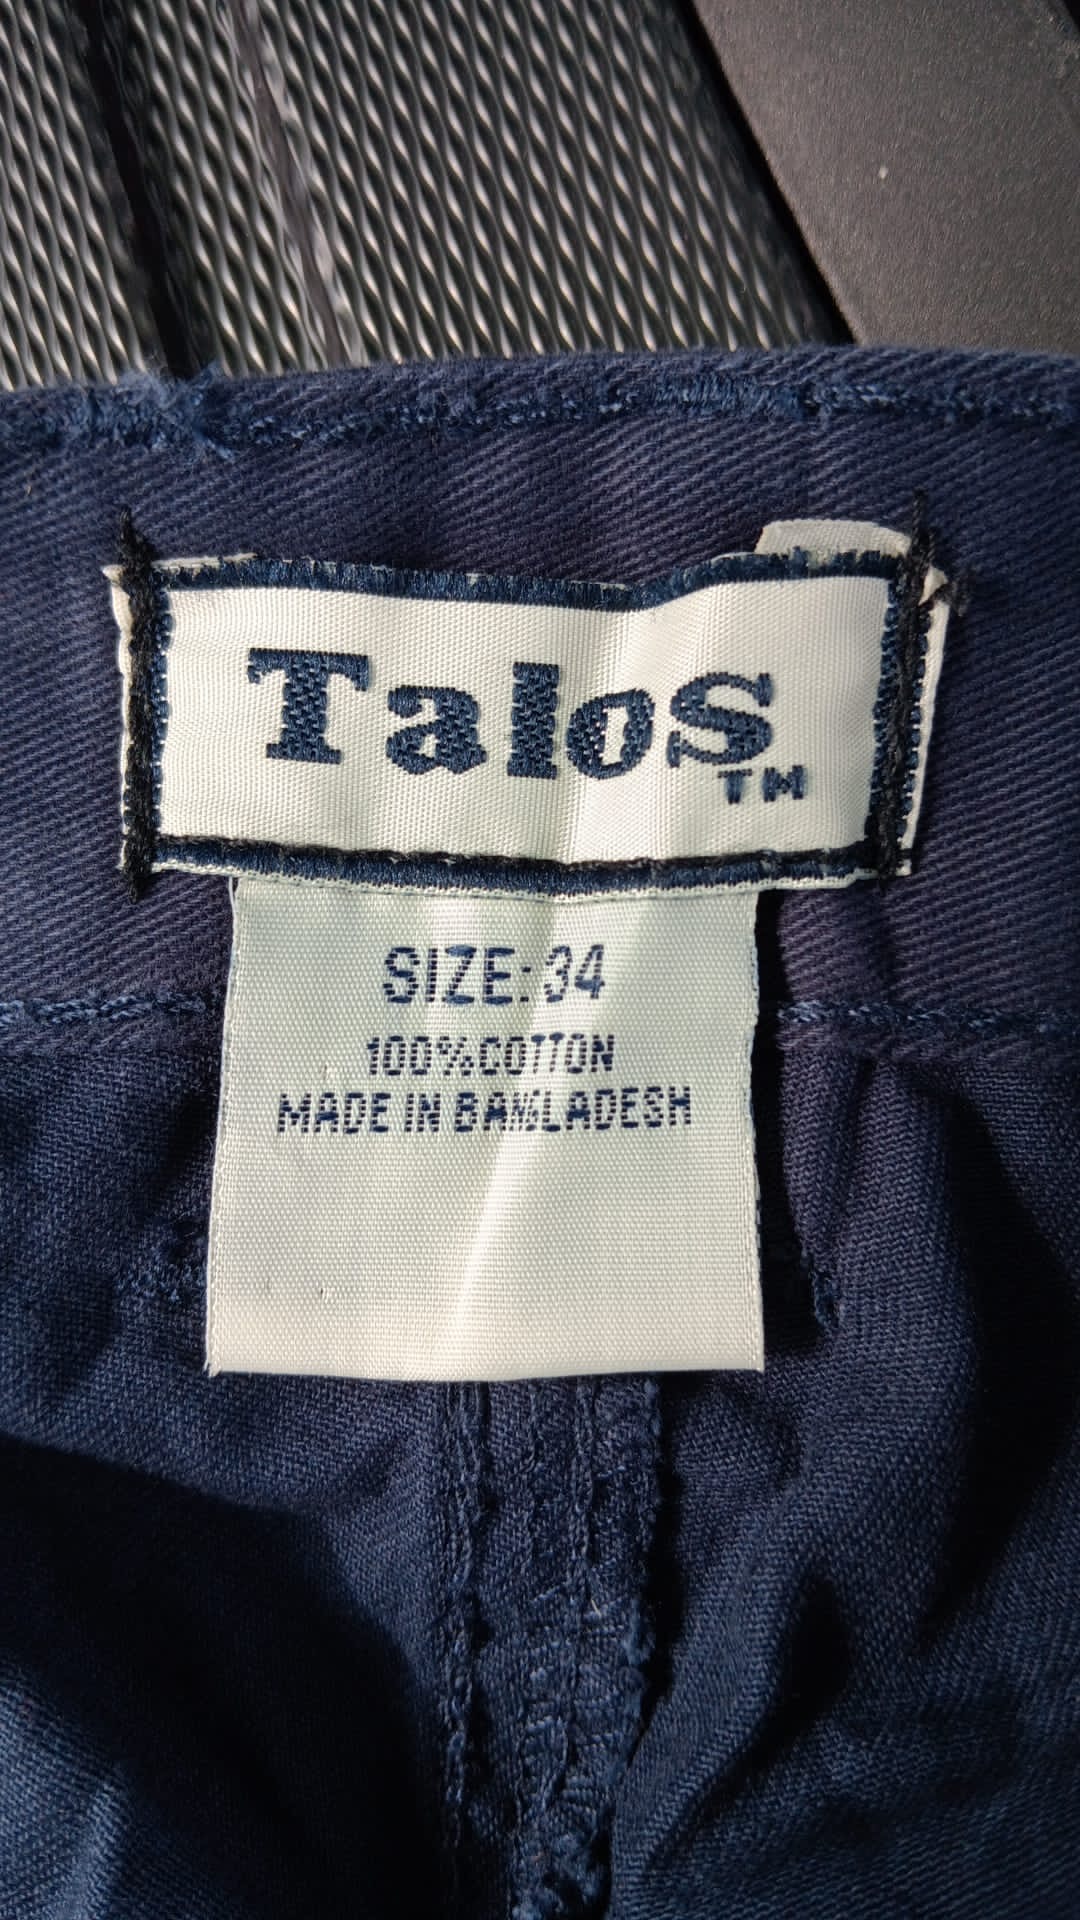 Talos
TM
SIZE: 34
100%COTTON
MADE IN BANGLADESH